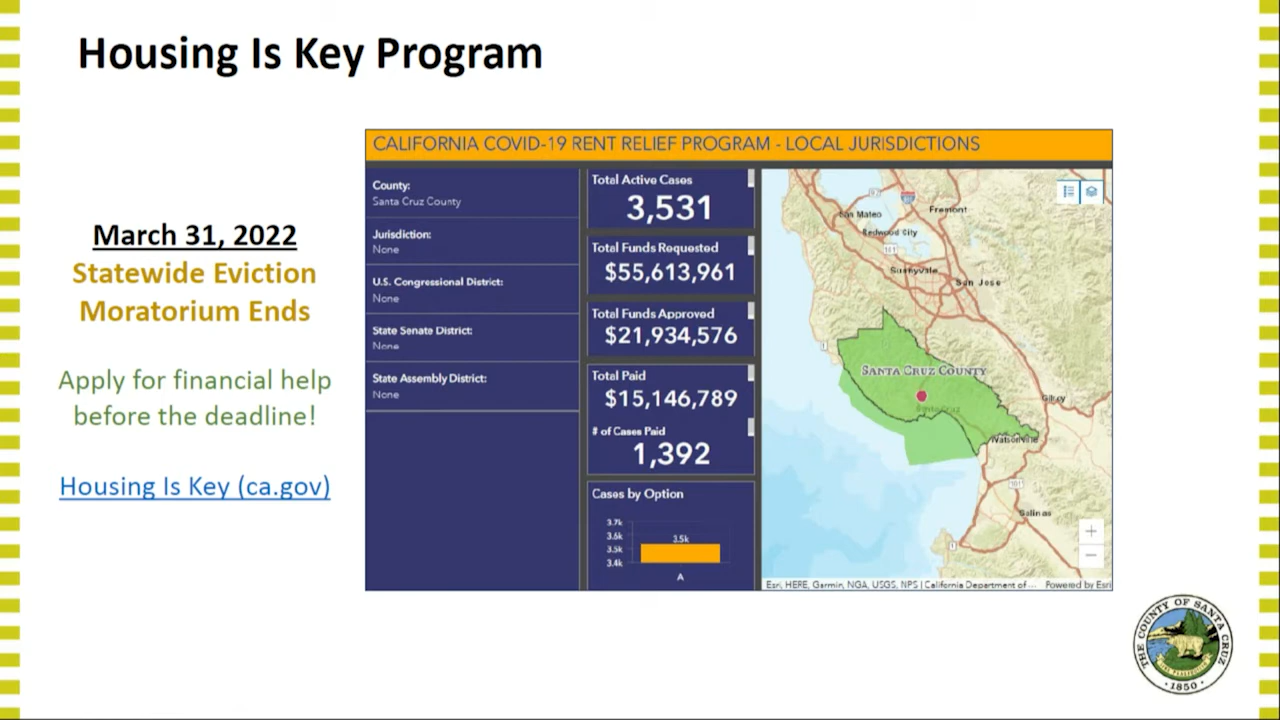 Housing Is Key Program
March 31, 2022
Statewide Eviction
Moratorium Ends
Apply for financial help
before the deadline!
Housing Is Key (ca.gov)
CALIFORNIA COVID-19 RENT RELIEF PROGRAM - LOCAL JURISDICTIONS
County:
Santa Cruz County
Jurisdiction:
None
U.S. Congressional District:
None
State Senate District:
None
State Assembly District:
None
Total Active Cases
3,531
Total Funds Requested
$55,613,961
Total Funds Approved
$21,934,576
Total Paid
$15,146,789
# of Cases Paid
1,392
Cases by Option
3.7k
3.6k
3.5k
3.4k
3.5k
A
San Mateo
Fremont
Redwood City
101
Sunnyvale
San Jose
1
SANTA CRUZ COUNTY
Santa Cruz
Gilroy
Watsonville
101
Salinas
1
+
−
Esri, HERE, Garmin, NGA, USGS, NPS | California Department of ... Powered by Esri
THE COUNTY OF SANTA CRUZ
· 1850 ·